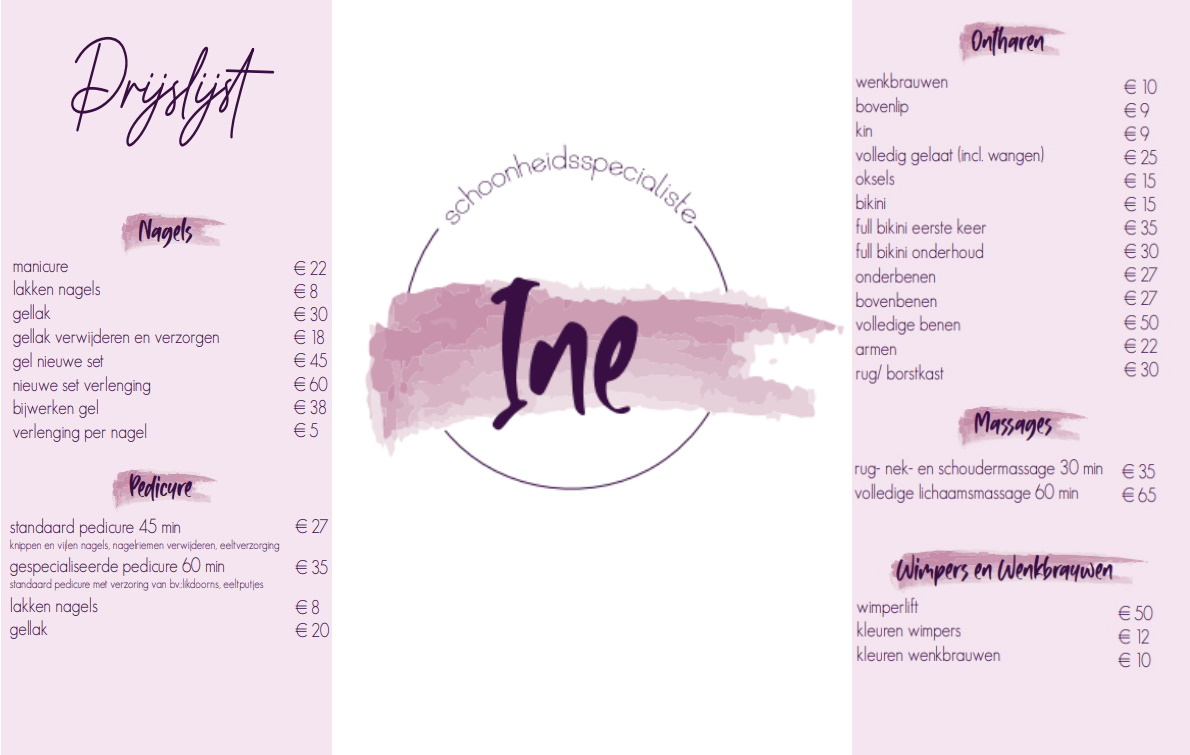 Prijslijst
Nagels
manicure € 22
lakken nagels € 8
gellak € 30
gellak verwijderen en verzorgen € 18
gel nieuwe set € 45
nieuwe set verlenging € 60
bijwerken gel € 38
verlenging per nagel € 5
Pedicure
standaard pedicure 45 min € 27
knippen en vijlen nagels, nagelriemen verwijderen, eeltverzorging
gespecialiseerde pedicure 60 min € 35
standaard pedicure met verzoring van bv.:likdoorns, eeltputjes
lakken nagels € 8
gellak € 20
schoonheidsspecialiste
Ine
Ontharen
wenkbrauwen € 10
bovenlip € 9
kin € 9
volledig gelaat (incl. wangen) € 25
oksels € 15
bikini € 15
full bikini eerste keer € 35
full bikini onderhoud € 30
onderbenen € 27
bovenbenen € 27
volledige benen € 50
armen € 22
rug/ borstkast € 30
Massages
rug- nek- en schoudermassage 30 min € 35
volledige lichaamsmassage 60 min € 65
Wimpers en Wenkbrauwen
wimperlift € 50
kleuren wimpers € 12
kleuren wenkbrauwen € 10